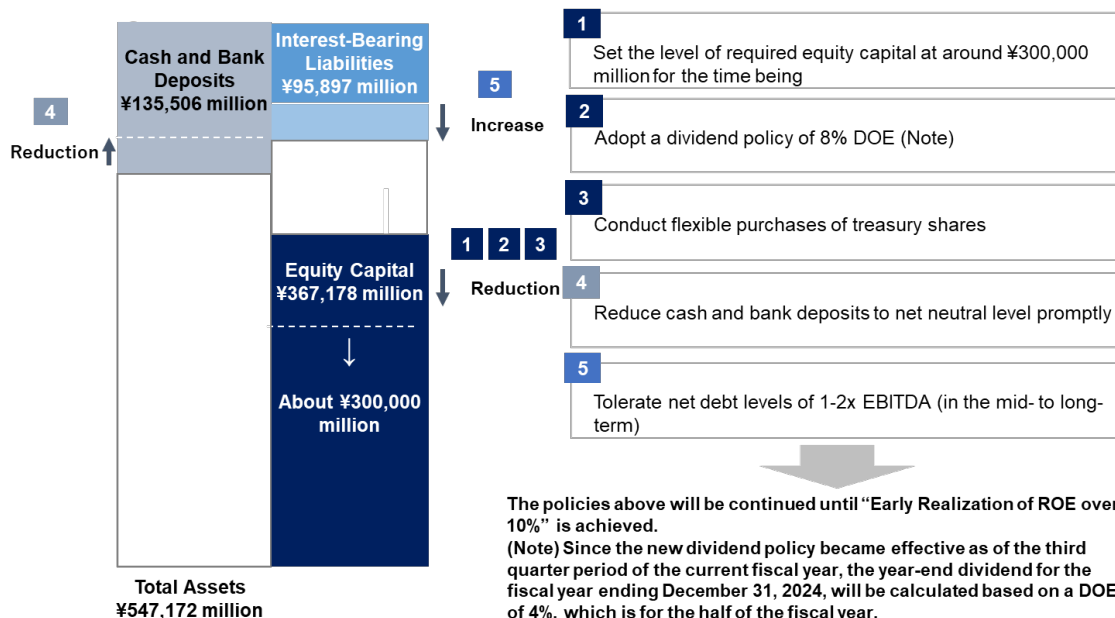 Cash and Bank
Deposits
¥135,506 million
4
Reduction
Total Assets
¥547,172 million
Interest-Bearing
Liabilities
¥95,897 million
5
Increase
Equity Capital
¥367,178 million
↓
About ¥300,000
million
1 2 3
Reduction
1
Set the level of required equity capital at around ¥300,000
million for the time being
2
Adopt a dividend policy of 8% DOE (Note)
3
Conduct flexible purchases of treasury shares
4
Reduce cash and bank deposits to net neutral level promptly
5
Tolerate net debt levels of 1-2x EBITDA (in the mid- to long-
term)
The policies above will be continued until “Early Realization of ROE over
10%” is achieved.
(Note) Since the new dividend policy became effective as of the third
quarter period of the current fiscal year, the year-end dividend for the
fiscal year ending December 31, 2024, will be calculated based on a DOE
of 4%, which is for the half of the fiscal year.